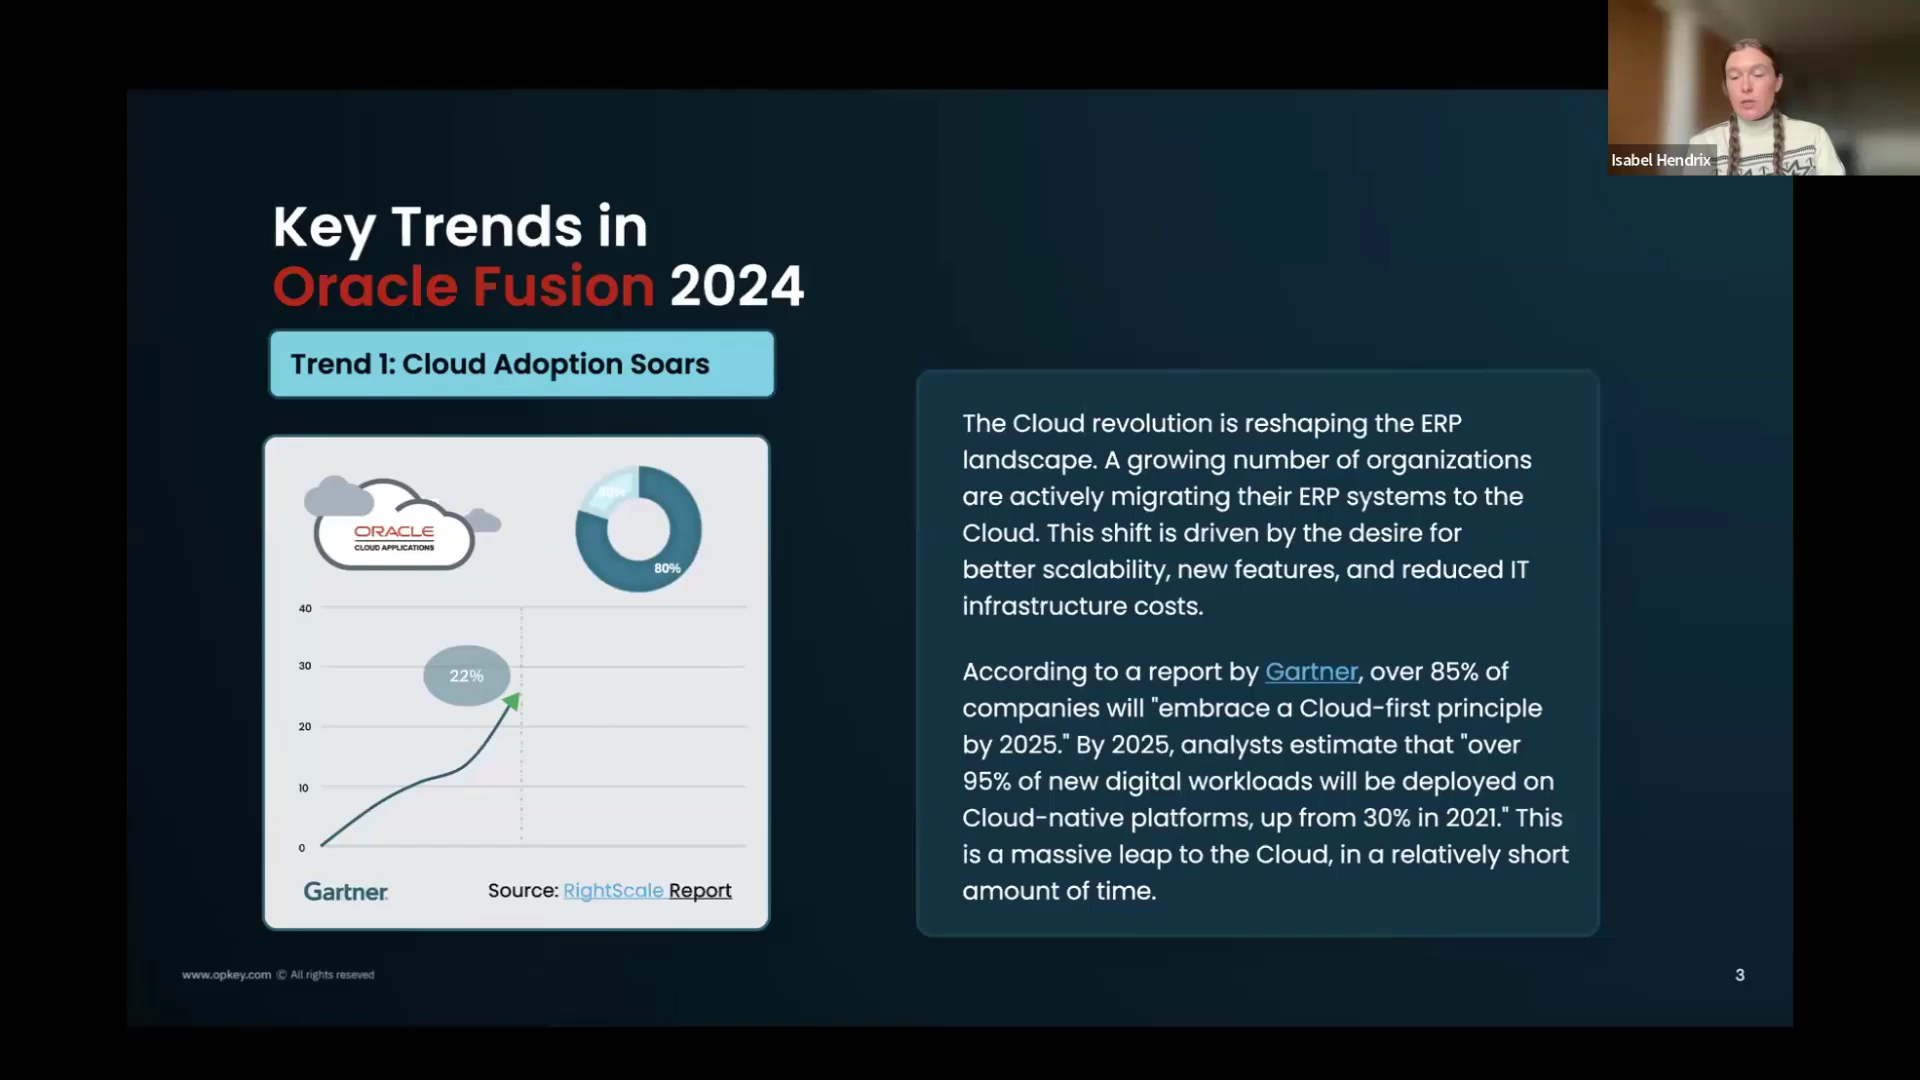 Isabel Hendrix
Key Trends in
Oracle Fusion 2024
Trend 1: Cloud Adoption Soars
ORACLE
CLOUD APPLICATIONS
80%
40
30
22%
20
10
0
Gartner
Source: RightScale Report
The Cloud revolution is reshaping the ERP
landscape. A growing number of organizations
are actively migrating their ERP systems to the
Cloud. This shift is driven by the desire for
better scalability, new features, and reduced IT
infrastructure costs.
According to a report by Gartner, over 85% of
companies will "embrace a Cloud-first principle
by 2025." By 2025, analysts estimate that "over
95% of new digital workloads will be deployed on
Cloud-native platforms, up from 30% in 2021." This
is a massive leap to the Cloud, in a relatively short
amount of time.
www.opkey.com © All rights reseved
3